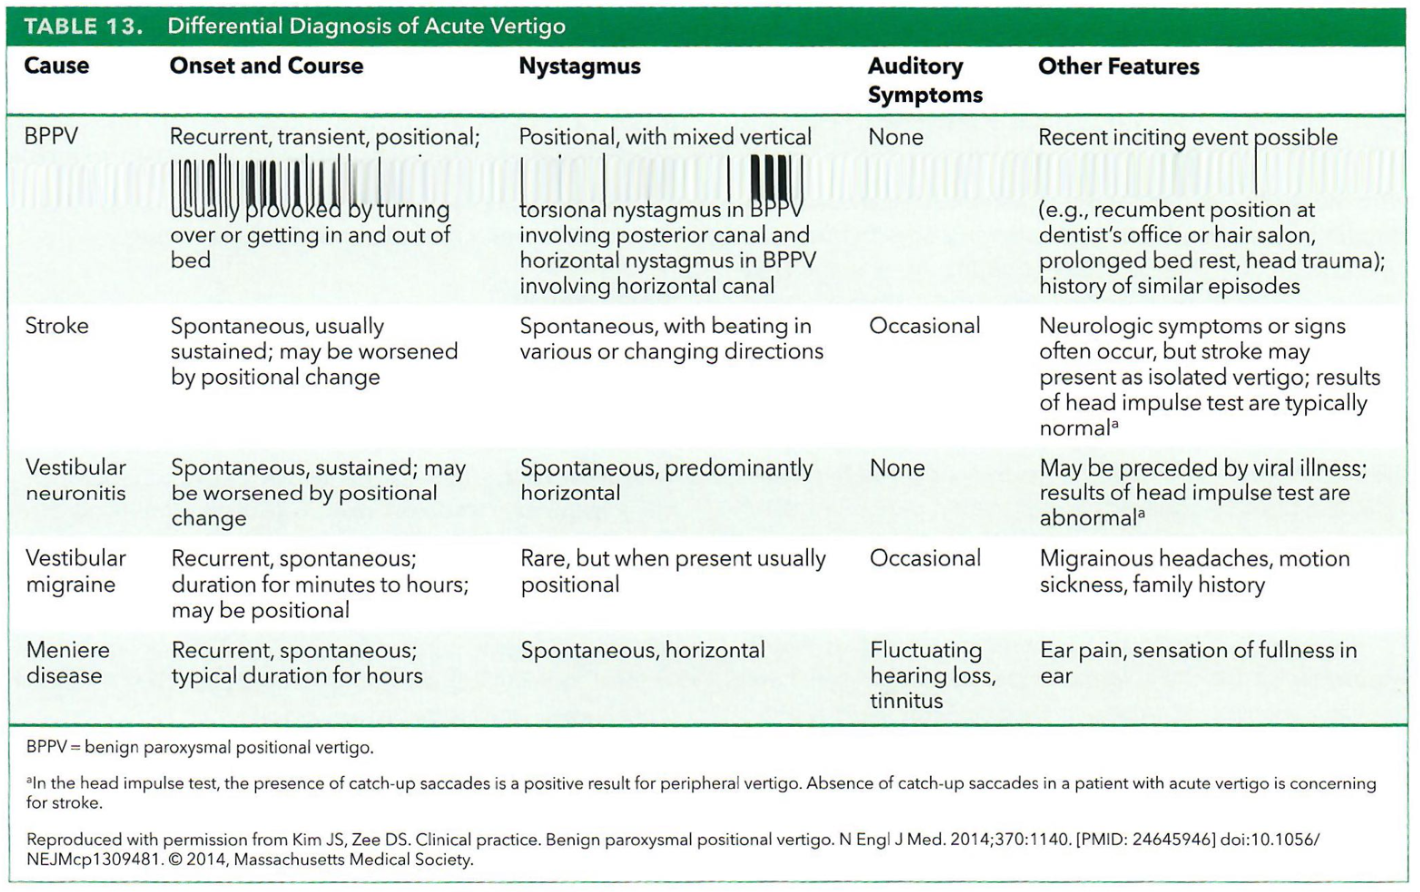 TABLE 13. Differential Diagnosis of Acute Vertigo
Cause
Onset and Course
Nystagmus
Auditory
Symptoms
Other Features
BPPV
Recurrent, transient, positional;
usually provoked by turning
over or getting in and out of
bed
Positional, with mixed vertical
torsional nystagmus in BPPV
involving posterior canal and
horizontal nystagmus in BPPV
involving horizontal canal
None
Recent inciting event possible
(e.g., recumbent position at
dentist's office or hair salon,
prolonged bed rest, head trauma);
history of similar episodes
Stroke
Spontaneous, usually
sustained; may be worsened
by positional change
Spontaneous, with beating in
various or changing directions
Occasional
Neurologic symptoms or signs
often occur, but stroke may
present as isolated vertigo; results
of head impulse test are typically
normalᵃ
Vestibular
neuronitis
Spontaneous, sustained; may
be worsened by positional
change
Spontaneous, predominantly
horizontal
None
May be preceded by viral illness;
results of head impulse test are
abnormalᵃ
Vestibular
migraine
Recurrent, spontaneous;
duration for minutes to hours;
may be positional
Rare, but when present usually
positional
Occasional
Migrainous headaches, motion
sickness, family history
Meniere
disease
Recurrent, spontaneous;
typical duration for hours
Spontaneous, horizontal
Fluctuating
hearing loss,
tinnitus
Ear pain, sensation of fullness in
ear
BPPV = benign paroxysmal positional vertigo.
ᵃIn the head impulse test, the presence of catch-up saccades is a positive result for peripheral vertigo. Absence of catch-up saccades in a patient with acute vertigo is concerning
for stroke.
Reproduced with permission from Kim JS, Zee DS. Clinical practice. Benign paroxysmal positional vertigo. N Engl J Med. 2014;370:1140. [PMID: 24645946] doi:10.1056/
NEJMcp1309481. © 2014, Massachusetts Medical Society.